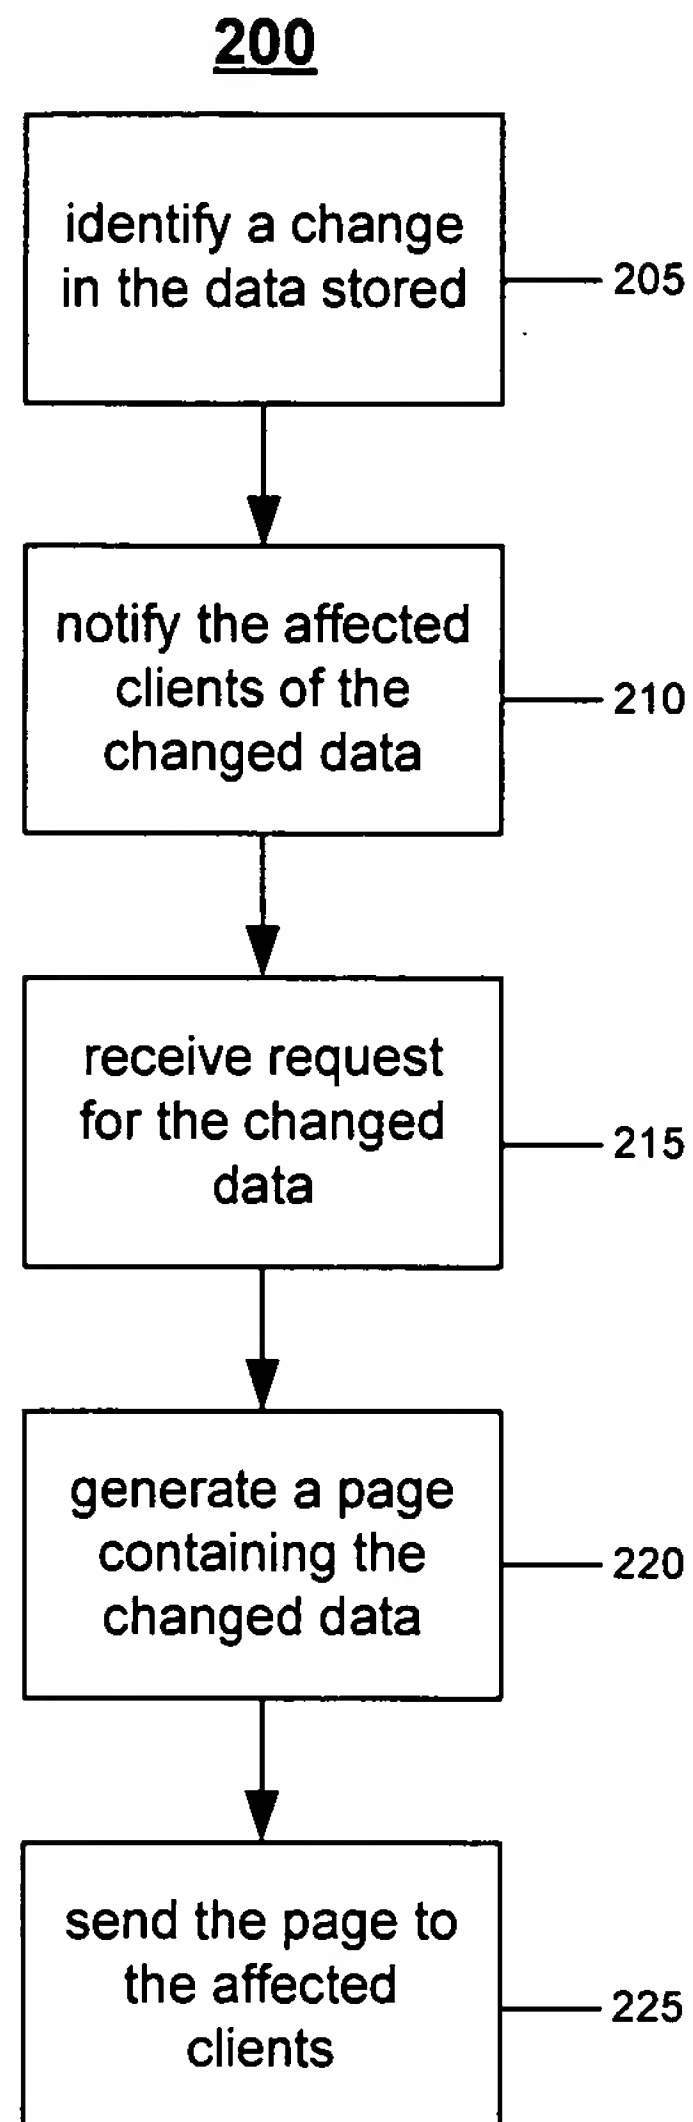 200
identify a change
in the data stored
205
notify the affected
clients of the
changed data
210
receive request
for the changed
data
215
generate a page
containing the
changed data
220
send the page to
the affected
clients
225